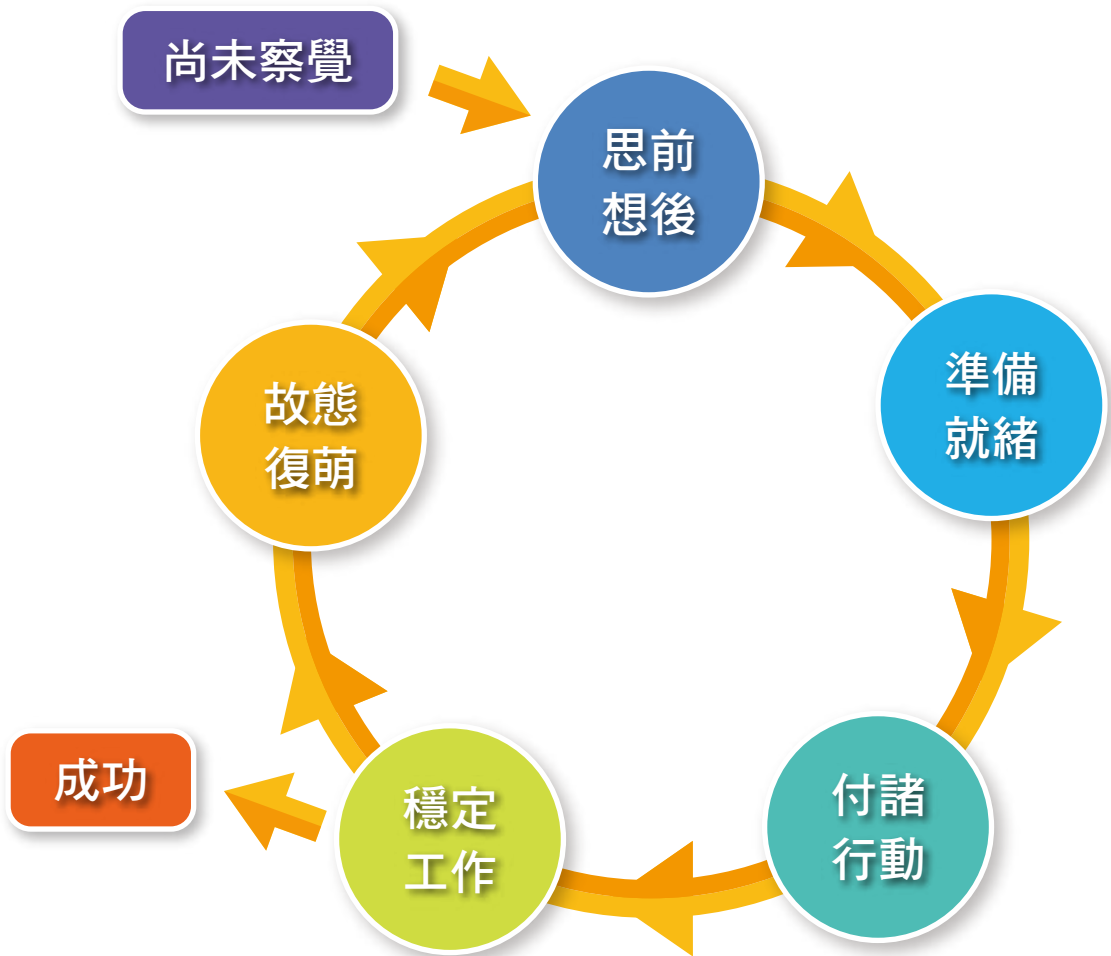 尚未察覺
思前
想後
準備
就緒
付諸
行動
穩定
工作
成功
故態
復萌